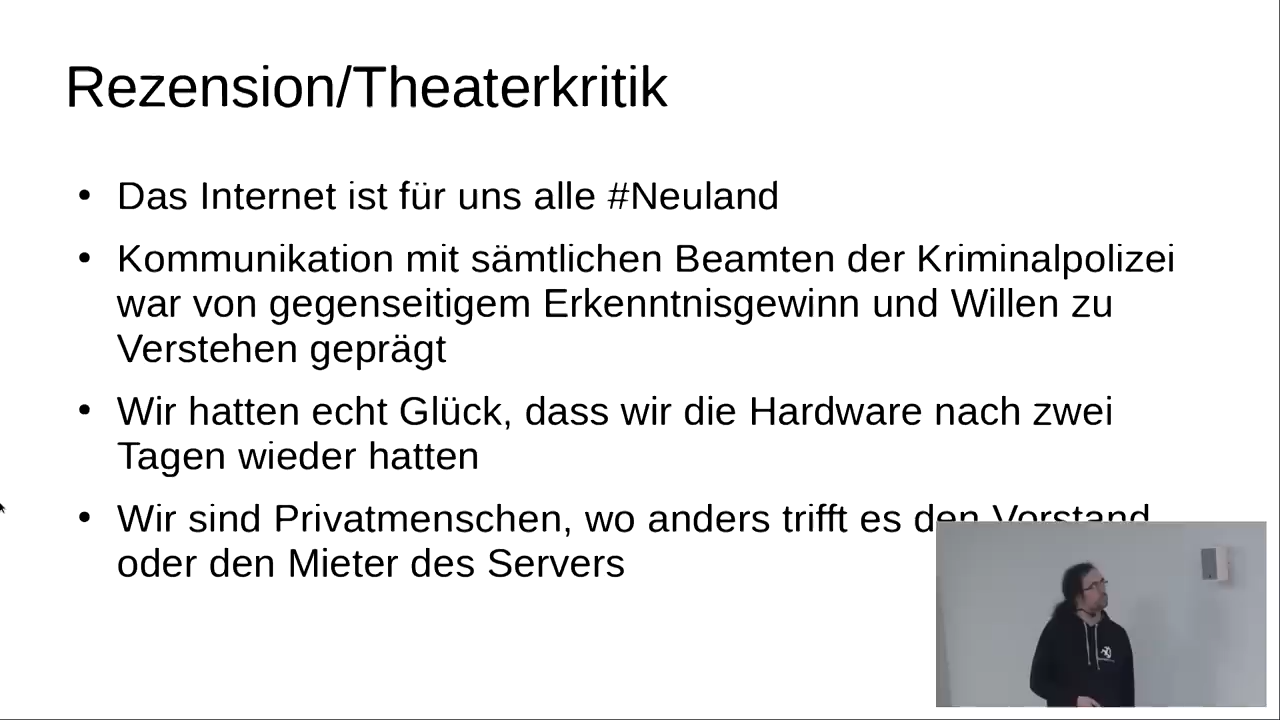 Rezension/Theaterkritik
• Das Internet ist für uns alle #Neuland
• Kommunikation mit sämtlichen Beamten der Kriminalpolizei
war von gegenseitigem Erkenntnisgewinn und Willen zu
Verstehen geprägt
• Wir hatten echt Glück, dass wir die Hardware nach zwei
Tagen wieder hatten
• Wir sind Privatmenschen, wo anders trifft es den Vorstand
oder den Mieter des Servers